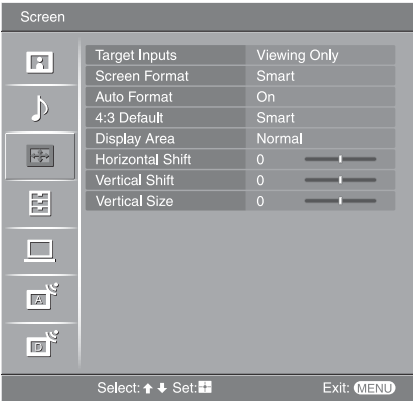 Screen
Target Inputs Viewing Only
Screen Format Smart
Auto Format On
4:3 Default Smart
Display Area Normal
Horizontal Shift 0
Vertical Shift 0
Vertical Size 0
A
D
Select: Set: Exit: MENU